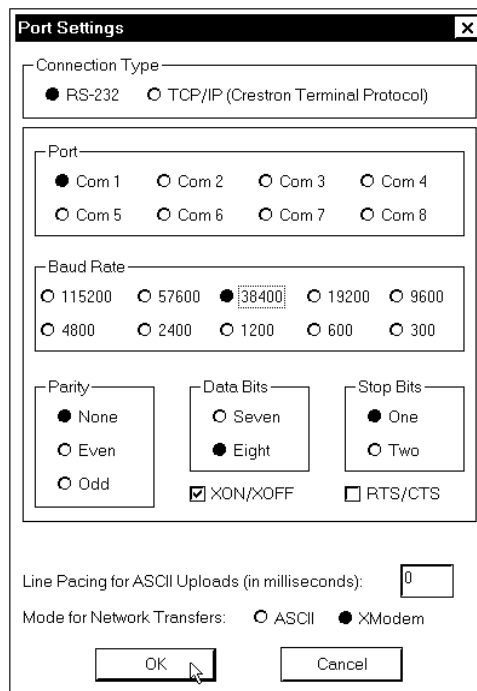 Port Settings
Connection Type
RS-232 TCP/IP (Crestron Terminal Protocol)
Port
Com 1 Com 2 Com 3 Com 4
Com 5 Com 6 Com 7 Com 8
Baud Rate
115200 57600 38400 19200 9600
4800 2400 1200 600 300
Parity Data Bits Stop Bits
None Seven One
Even Eight Two
Odd XON/XOFF RTS/CTS
Line Pacing for ASCII Uploads (in milliseconds): 0
Mode for Network Transfers: ASCII XModem
OK Cancel